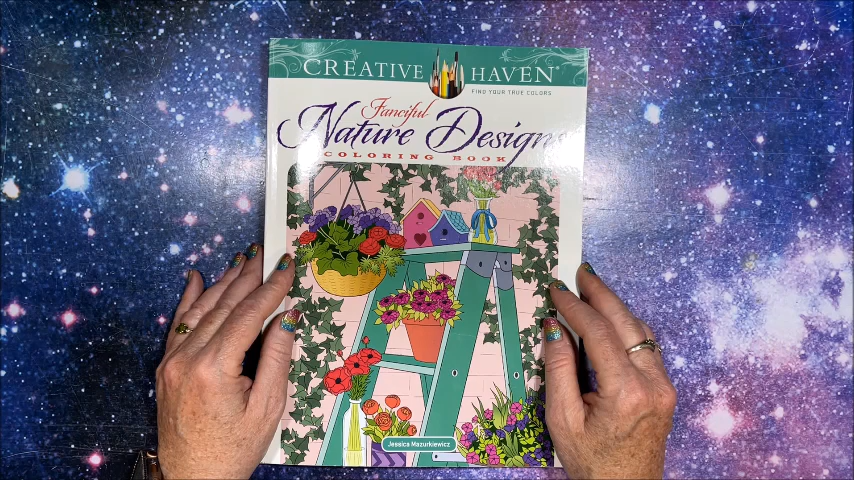 CREATIVE HAVEN
FIND YOUR TRUE COLORS
Fanciful
Nature Designs
COLORING BOOK
Jessica Mazurkiewicz